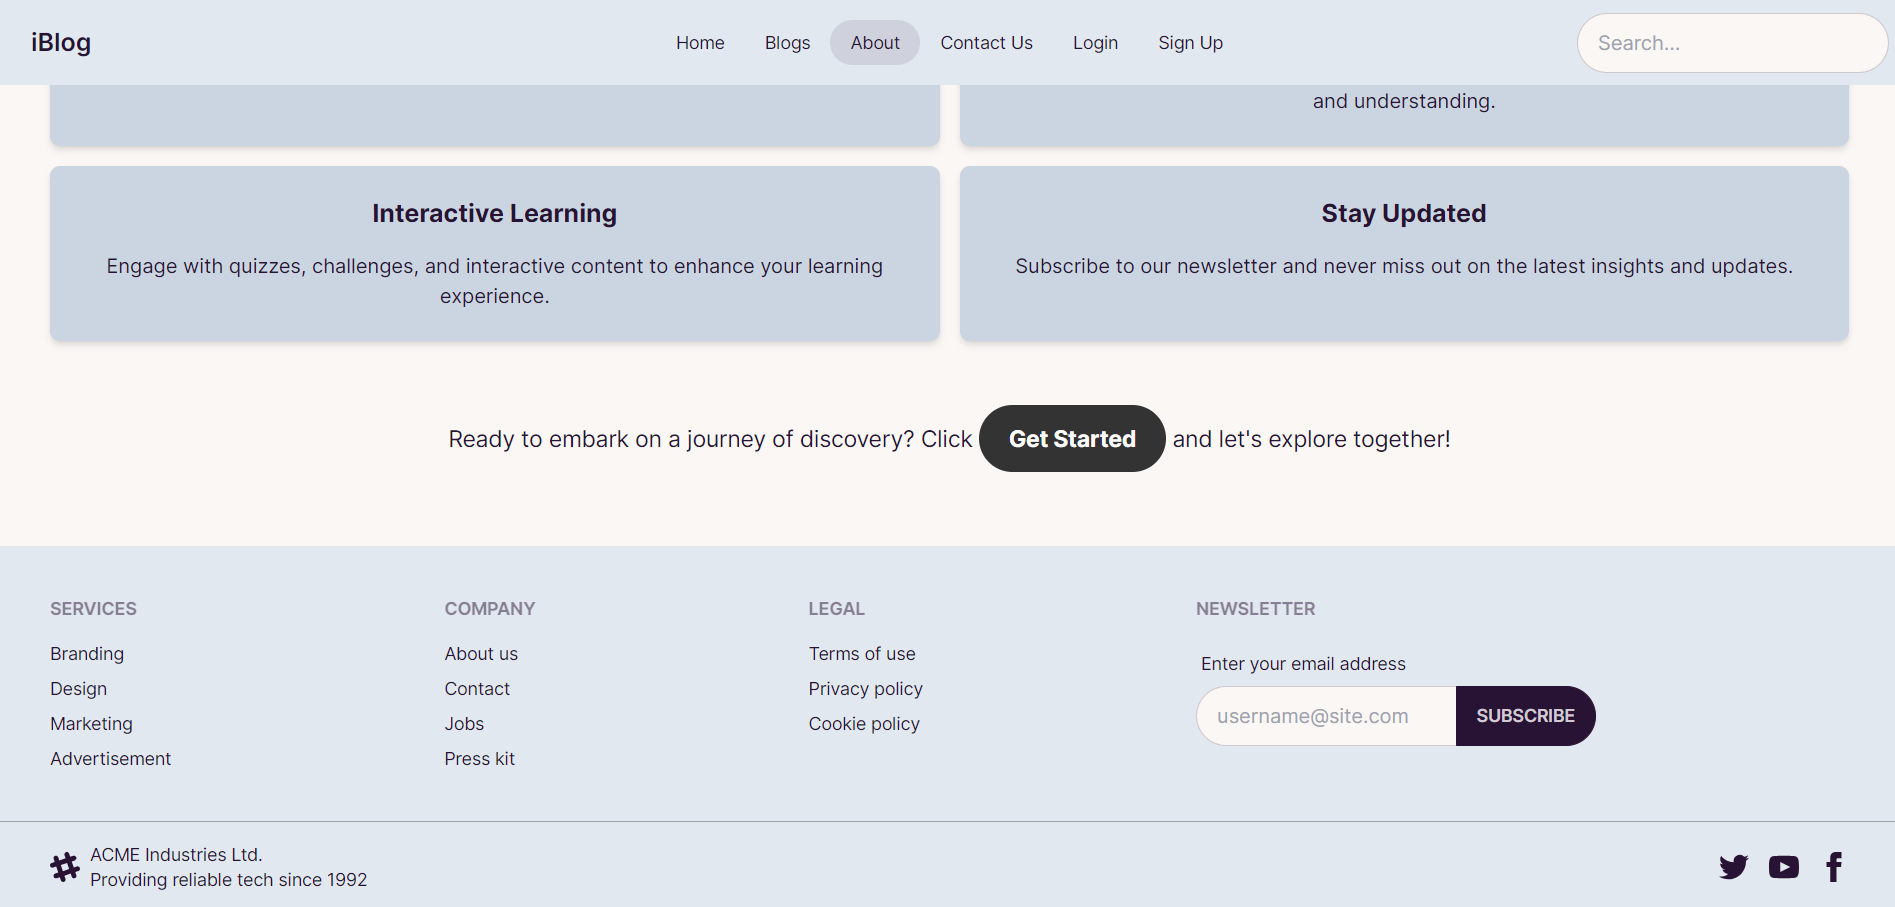 iBlog
Home Blogs About Contact Us Login Sign Up
Search...
and understanding.
Interactive Learning
Engage with quizzes, challenges, and interactive content to enhance your learning
experience.
Stay Updated
Subscribe to our newsletter and never miss out on the latest insights and updates.
Ready to embark on a journey of discovery? Click Get Started and let's explore together!
SERVICES
Branding
Design
Marketing
Advertisement
COMPANY
About us
Contact
Jobs
Press kit
LEGAL
Terms of use
Privacy policy
Cookie policy
NEWSLETTER
Enter your email address
username@site.com SUBSCRIBE
ACME Industries Ltd.
Providing reliable tech since 1992